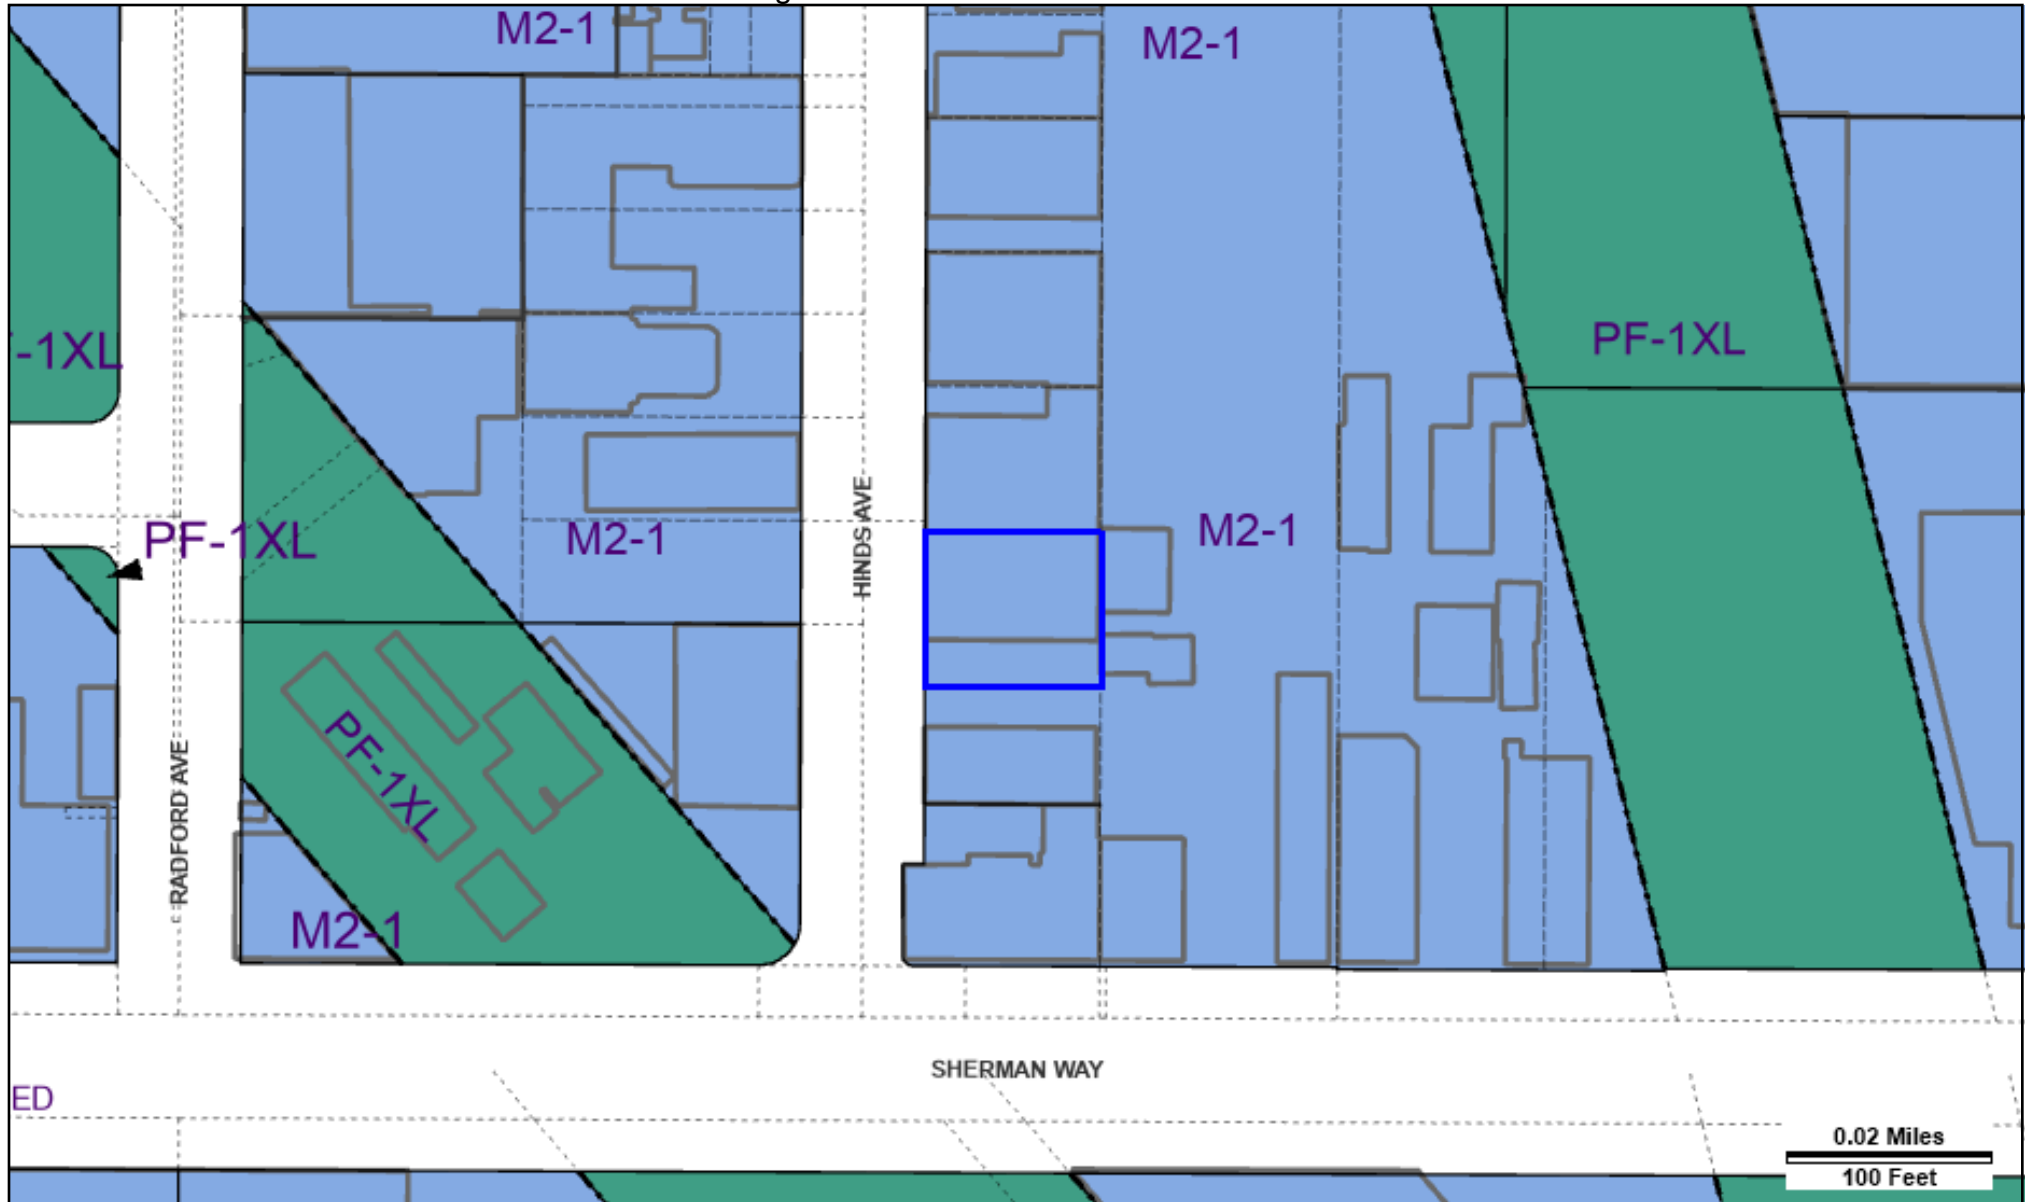 M2-1
M2-1
-1XL
PF-1XL
PF-1XL
M2-1
HINDS AVE
M2-1
PF-1XL
RADFORD AVE
M2-1
SHERMAN WAY
ED
0.02 Miles
100 Feet